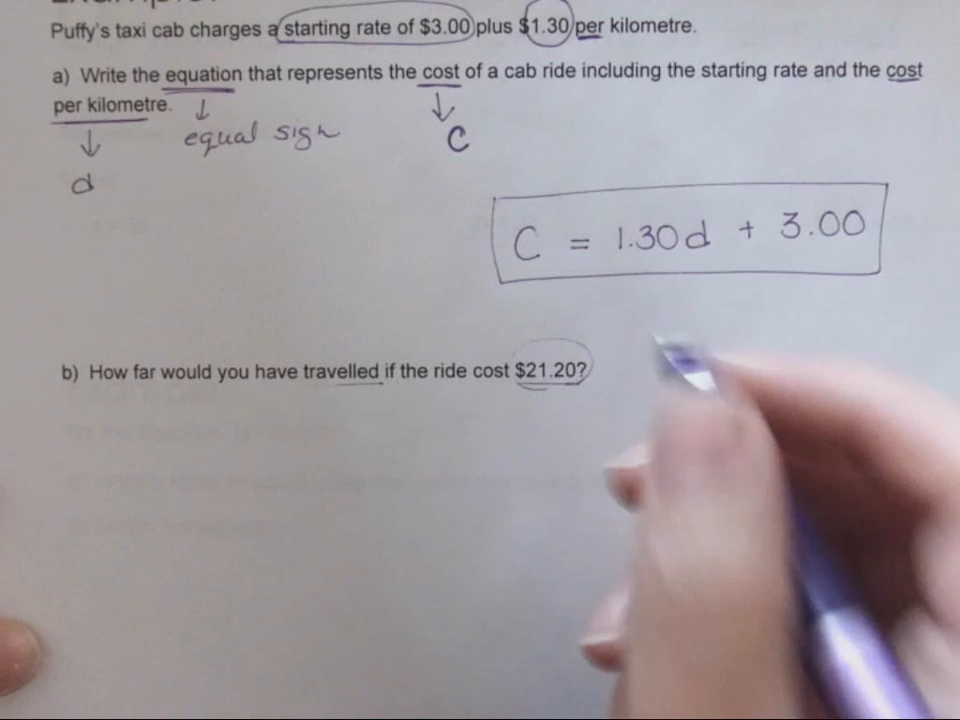 Puffy's taxi cab charges a starting rate of $3.00 plus $1.30 per kilometre.
a) Write the equation that represents the cost of a cab ride including the starting rate and the cost
per kilometre.
equal sign
C
d
C = 1.30d + 3.00
b) How far would you have travelled if the ride cost $21.20?